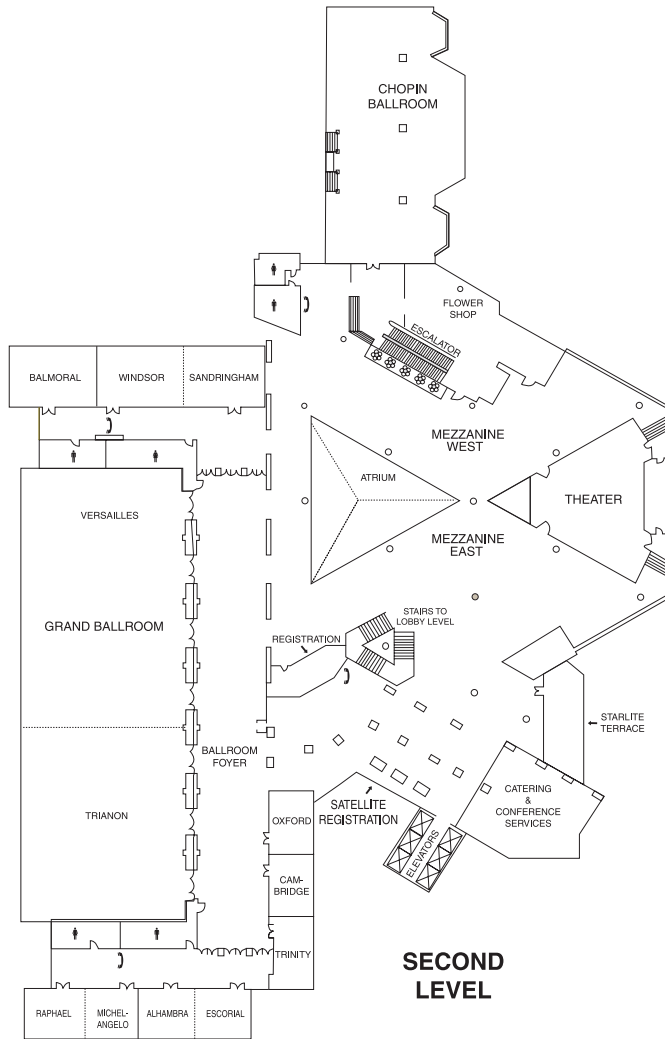 CHOPIN
BALLROOM
FLOWER
SHOP
ESCALATOR
BALMORAL
WINDSOR
SANDRINGHAM
MEZZANINE
WEST
ATRIUM
THEATER
VERSAILLES
MEZZANINE
EAST
GRAND BALLROOM
STAIRS TO
LOBBY LEVEL
REGISTRATION
STARLITE
TERRACE
BALLROOM
FOYER
TRIANON
SATELLITE
REGISTRATION
CATERING
&
CONFERENCE
SERVICES
OXFORD
ELEVATORS
CAM-
BRIDGE
TRINITY
SECOND
LEVEL
RAPHAEL
MICHEL-
ANGELO
ALHAMBRA
ESCORIAL